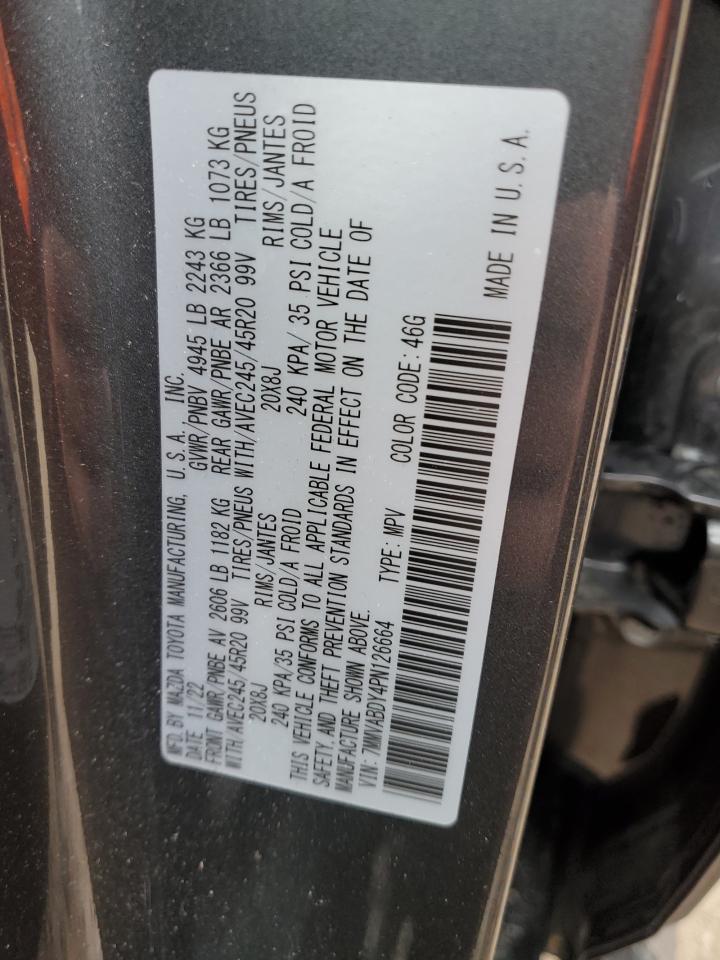 MFD.BY MAZDA TOYOTA MANUFACTURING, U.S.A., INC.
DATE 11/22 GVWR/PNBV 4945 LB 2243 KG
FRONT GAWR/PNBE AV 2606 LB 1182 KG REAR GAWR/PNBE AR 2366 LB 1073 KG
WITH/AVEC245/45R20 99V TIRES/PNEUS WITH/AVEC245/45R20 99V TIRES/PNEUS
20X8J RIMS/JANTES 20X8J RIMS/JANTES
240 KPA/35 PSI COLD/A FROID 240 KPA/ 35 PSI COLD/A FROID
THIS VEHICLE CONFORMS TO ALL APPLICABLE FEDERAL MOTOR VEHICLE
SAFETY, AND THEFT PREVENTION STANDARDS IN EFFECT ON THE DATE OF
MANUFACTURE SHOWN ABOVE.
VIN: 7MMVABDY4PN126664 TYPE: MPV COLOR CODE: 46G
MADE IN U.S.A.